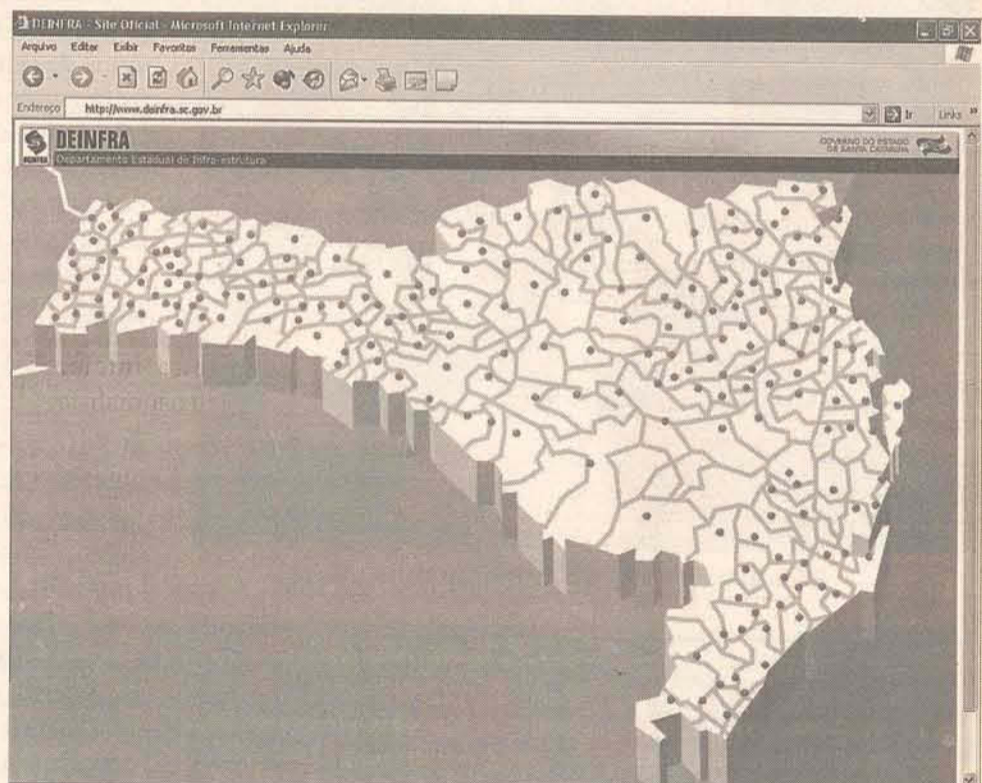 DEINFRA - Site Oficial - Microsoft Internet Explorer
Arquivo Editar Exibir Favoritos Ferramentas Ajuda
Endereço http://www.deinfra.sc.gov.br Ir Links »
DEINFRA
DEINFRA
Departamento Estadual de Infra-estrutura
GOVERNO DO ESTADO
DE SANTA CATARINA